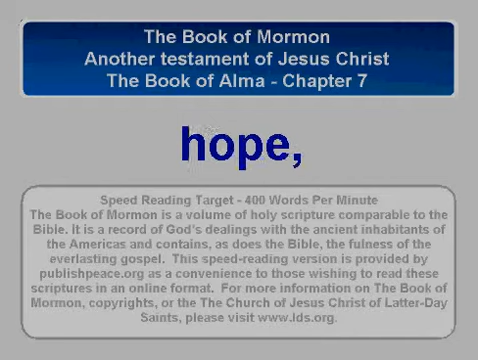 The Book of Mormon
Another testament of Jesus Christ
The Book of Alma - Chapter 7
hope,
Speed Reading Target - 400 Words Per Minute
The Book of Mormon is a volume of holy scripture comparable to the
Bible. It is a record of God's dealings with the ancient inhabitants of
the Americas and contains, as does the Bible, the fulness of the
everlasting gospel. This speed-reading version is provided by
publishpeace.org as a convenience to those wishing to read these
scriptures in an online format. For more information on The Book of
Mormon, copyrights, or the The Church of Jesus Christ of Latter-Day
Saints, please visit www.lds.org.